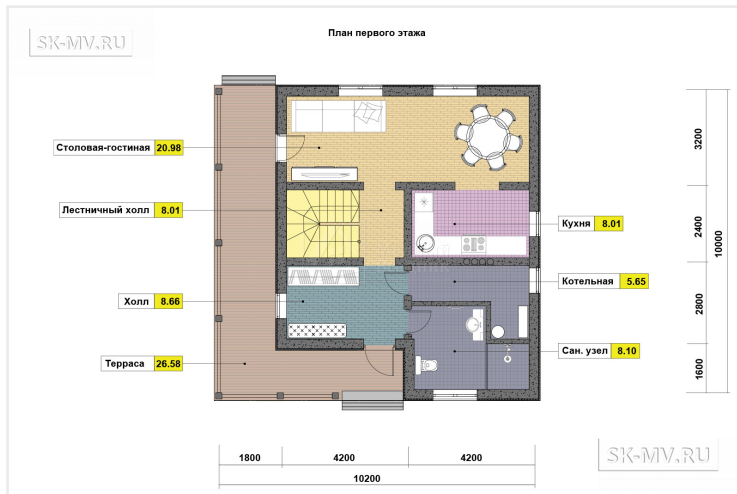 План первого этажа
SK-MV.RU
Столовая-гостиная 20.98
Лестничный холл 8.01
Холл 8.66
Терраса 26.58
Кухня 8.01
Котельная 5.65
Сан. узел 8.10
3200
2400
2800
1600
10000
1800 4200 4200
10200
SK-MV.RU